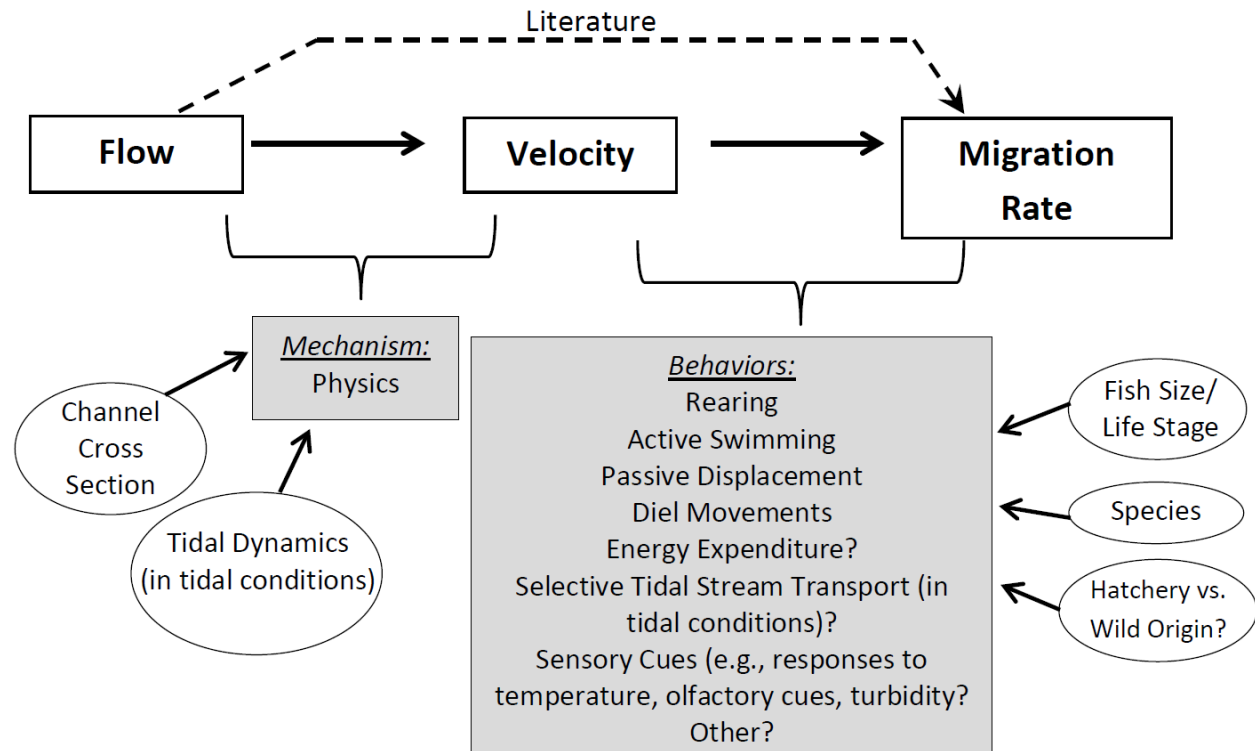 Literature
Flow
Velocity
Migration
Rate
Mechanism:
Physics
Channel
Cross
Section
Tidal Dynamics
(in tidal conditions)
Behaviors:
Rearing
Active Swimming
Passive Displacement
Diel Movements
Energy Expenditure?
Selective Tidal Stream Transport (in
tidal conditions)?
Sensory Cues (e.g., responses to
temperature, olfactory cues, turbidity?
Other?
Fish Size/
Life Stage
Species
Hatchery vs.
Wild Origin?